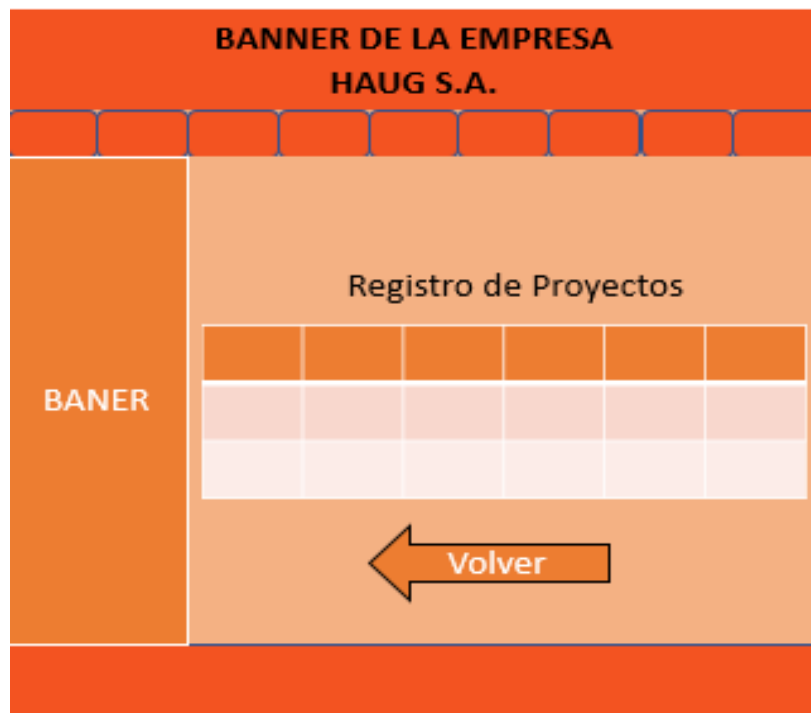 BANNER DE LA EMPRESA
HAUG S.A.
Registro de Proyectos
BANER
Volver